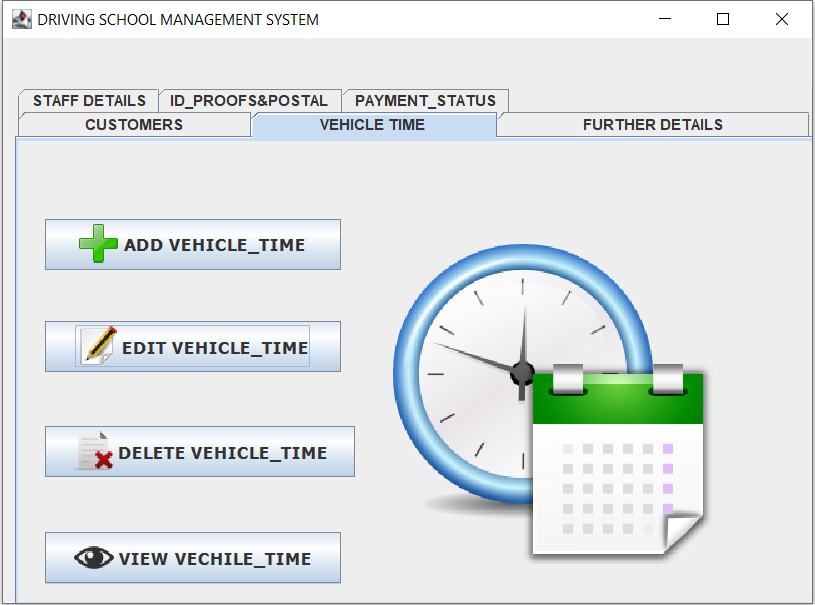 DRIVING SCHOOL MANAGEMENT SYSTEM
STAFF DETAILS ID_PROOFS&POSTAL PAYMENT_STATUS
CUSTOMERS VEHICLE TIME FURTHER DETAILS
ADD VEHICLE_TIME
EDIT VEHICLE_TIME
DELETE VEHICLE_TIME
VIEW VECHILE_TIME